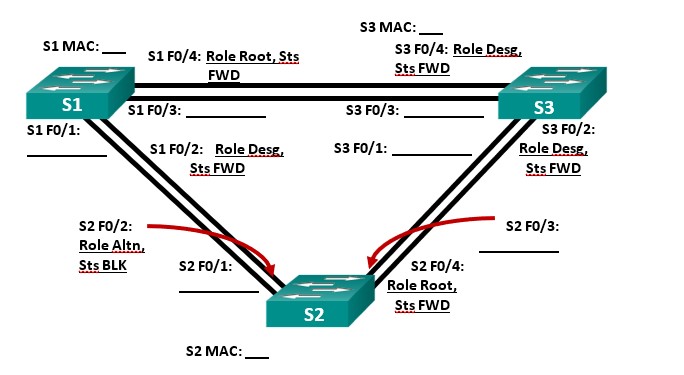 S3 MAC: ___
S1 MAC: ___
S1 F0/4: Role Root, Sts
FWD
S3 F0/4: Role Desg,
Sts FWD
S1
S3
S1 F0/3: __________
S3 F0/3: __________
S1 F0/1:
__________
S3 F0/2:
Role Desg,
Sts FWD
S1 F0/2: Role Desg,
Sts FWD
S3 F0/1: __________
S2 F0/2:
Role Altn,
Sts BLK
S2 F0/3:
__________
S2 F0/1:
__________
S2 F0/4:
Role Root,
Sts FWD
S2
S2 MAC: ___